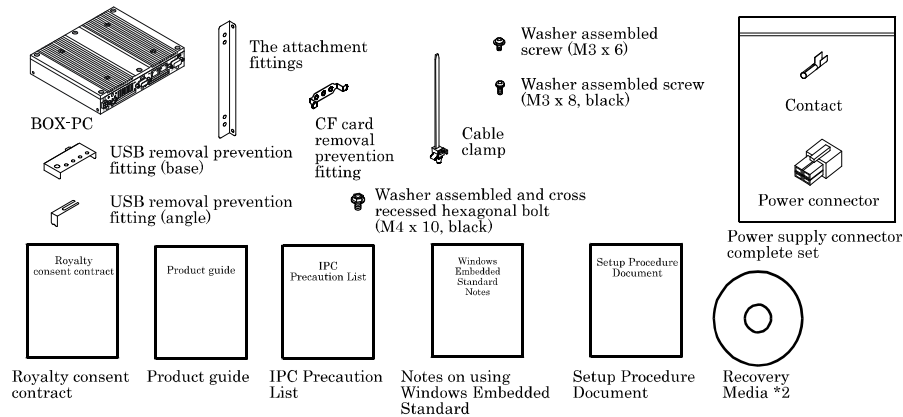 BOX-PC
The attachment
fittings
CF card
removal
prevention
fitting
Cable
clamp
Washer assembled
screw (M3 x 6)
Washer assembled screw
(M3 x 8, black)
USB removal prevention
fitting (base)
USB removal prevention
fitting (angle)
Washer assembled and cross
recessed hexagonal bolt
(M4 x 10, black)
Contact
Power connector
Power supply connector
complete set
Royalty
consent contract
Royalty consent
contract
Product guide
Product guide
IPC
Precaution List
IPC Precaution
List
Windows
Embedded
Standard
Notes
Notes on using
Windows Embedded
Standard
Setup Procedure
Document
Setup Procedure
Document
Recovery
Media *2